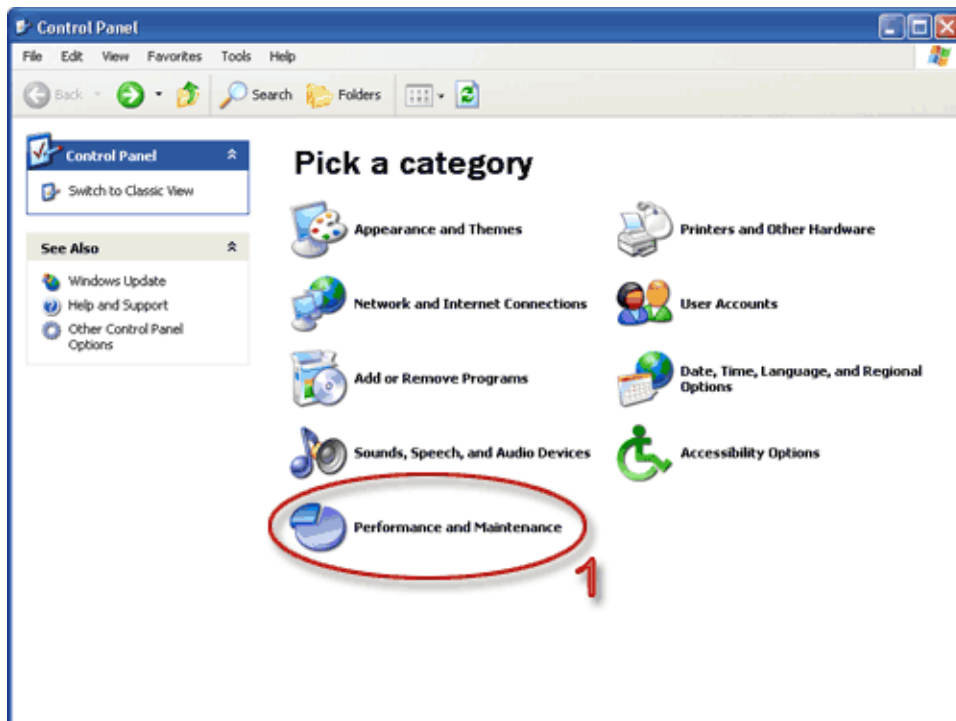 Control Panel
File Edit View Favorites Tools Help
Back Search Folders
Control Panel
Switch to Classic View
See Also
Windows Update
Help and Support
Other Control Panel
Options
Pick a category
Appearance and Themes
Printers and Other Hardware
Network and Internet Connections
User Accounts
Add or Remove Programs
Date, Time, Language, and Regional
Options
Sounds, Speech, and Audio Devices
Accessibility Options
Performance and Maintenance
1